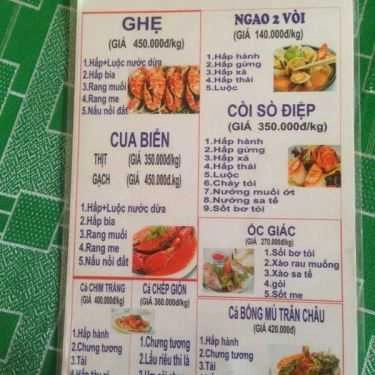 GHẸ
(GIÁ 450.000đ/kg)
1.Hấp+Luộc nước dừa
2.Hấp bia
3.Rang muối
4.Rang me
5.Nấu nồi đất
NGAO 2 VÒI
(GIÁ 140.000đ/kg)
1.Hấp hành
2.Hấp gừng
3.Hấp xả
4.Hấp thái
5.Luộc
CUA BIỂN
THỊT (GIÁ 350.000đ/kg)
GẠCH (GIÁ 450.000đ.kg)
1.Hấp+Luộc nước dừa
2.Hấp bia
3.Rang muối
4.Rang me
5.Nấu nồi đất
CỒI SÒ ĐIỆP
(GIÁ 350.000đ/kg)
1.Hấp hành
2.Hấp gừng
3.Hấp xã
4.Hấp thái
5.Luộc
6.Cháy tỏi
7.Nướng muối ớt
8.Nướng sa tế
9.Sốt bơ tỏi
ỐC GIÁC
(GIÁ 270.000đ/kg)
1.Sốt bơ tỏi
2.Xào rau muống
3.Xào sa tế
4.gỏi
5.Sốt me
Cá CHIM TRẮNG
(GIÁ 400.000đ/kg)
1.Hấp hành
2.Chưng tương
3.Tái
Cá CHÉP GIÒN
(GIÁ 360.000đ/kg)
1.Chưng tương
2.Lẩu riêu thì là
Cá BÔNG MÚ TRÂN CHÂU
(GIÁ 420.000đ)
1.Hấp hành
2.Chưng tương
3.Tái